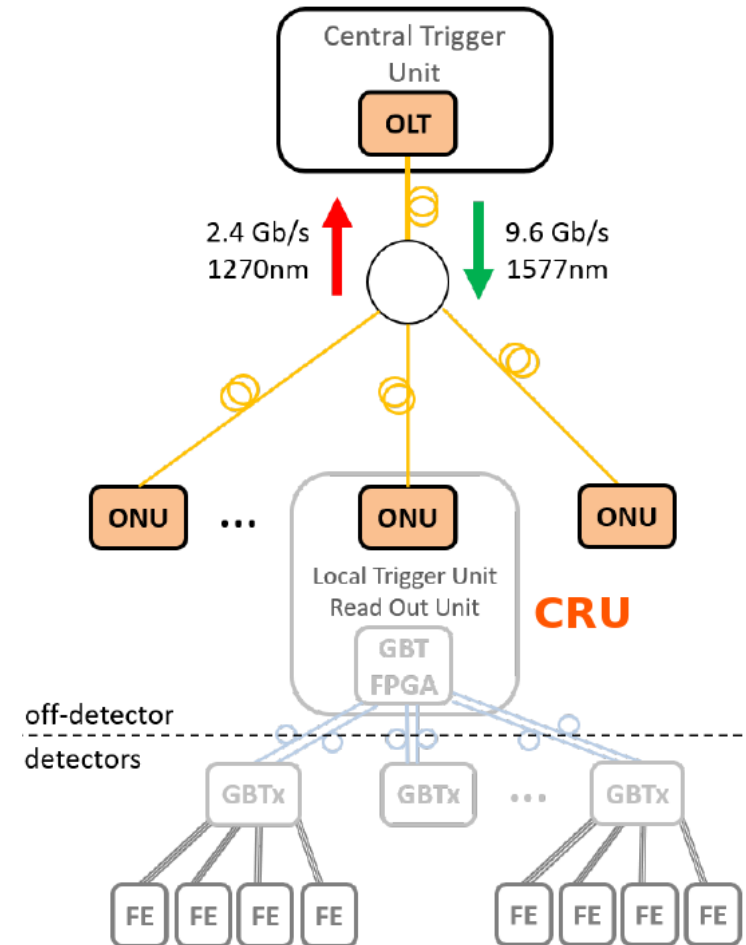 Central Trigger
Unit
OLT
2.4 Gb/s
1270nm
9.6 Gb/s
1577nm
ONU
...
ONU
ONU
Local Trigger Unit
Read Out Unit
CRU
GBT
FPGA
off-detector
detectors
GBTx
GBTx
...
GBTx
FE
FE
FE
FE
FE
FE
FE
FE